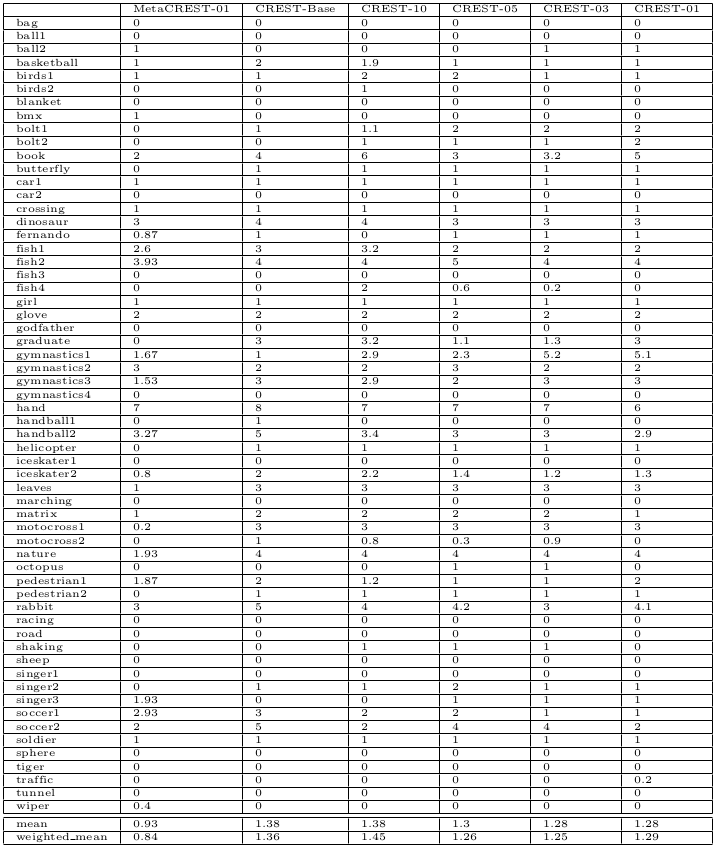 MetaCREST-01 CREST-Base CREST-10 CREST-05 CREST-03 CREST-01
bag 0 0 0 0 0 0
ball1 0 0 0 0 0 0
ball2 1 0 0 0 1 1
basketball 1 2 1.9 1 1 1
birds1 1 1 2 2 1 1
birds2 0 0 1 0 0 0
blanket 0 0 0 0 0 0
bmx 1 0 0 0 0 0
bolt1 0 1 1.1 2 2 2
bolt2 0 0 1 1 1 2
book 2 4 6 3 3.2 5
butterfly 0 1 1 1 1 1
car1 1 1 1 1 1 1
car2 0 0 0 0 0 0
crossing 1 1 1 1 1 1
dinosaur 3 4 4 3 3 3
fernando 0.87 1 0 1 1 1
fish1 2.6 3 3.2 2 2 2
fish2 3.93 4 4 5 4 4
fish3 0 0 0 0 0 0
fish4 0 0 2 0.6 0.2 0
girl 1 1 1 1 1 1
glove 2 2 2 2 2 2
godfather 0 0 0 0 0 0
graduate 0 3 3.2 1.1 1.3 3
gymnastics1 1.67 1 2.9 2.3 5.2 5.1
gymnastics2 3 2 2 3 2 2
gymnastics3 1.53 3 2.9 2 3 3
gymnastics4 0 0 0 0 0 0
hand 7 8 7 7 7 6
handball1 0 1 0 0 0 0
handball2 3.27 5 3.4 3 3 2.9
helicopter 0 1 1 1 1 1
iceskater1 0 0 0 0 0 0
iceskater2 0.8 2 2.2 1.4 1.2 1.3
leaves 1 3 3 3 3 3
marching 0 0 0 0 0 0
matrix 1 2 2 2 2 1
motocross1 0.2 3 3 3 3 3
motocross2 0 1 0.8 0.3 0.9 0
nature 1.93 4 4 4 4 4
octopus 0 0 0 1 1 0
pedestrian1 1.87 2 1.2 1 1 2
pedestrian2 0 1 1 1 1 1
rabbit 3 5 4 4.2 3 4.1
racing 0 0 0 0 0 0
road 0 0 0 0 0 0
shaking 0 0 1 1 1 0
sheep 0 0 0 0 0 0
singer1 0 0 0 0 0 0
singer2 0 1 1 2 1 1
singer3 1.93 0 0 1 1 1
soccer1 2.93 3 2 2 1 1
soccer2 2 5 2 4 4 2
soldier 1 1 1 1 1 1
sphere 0 0 0 0 0 0
tiger 0 0 0 0 0 0
traffic 0 0 0 0 0 0.2
tunnel 0 0 0 0 0 0
wiper 0.4 0 0 0 0 0
mean 0.93 1.38 1.38 1.3 1.28 1.28
weighted_mean 0.84 1.36 1.45 1.26 1.25 1.29